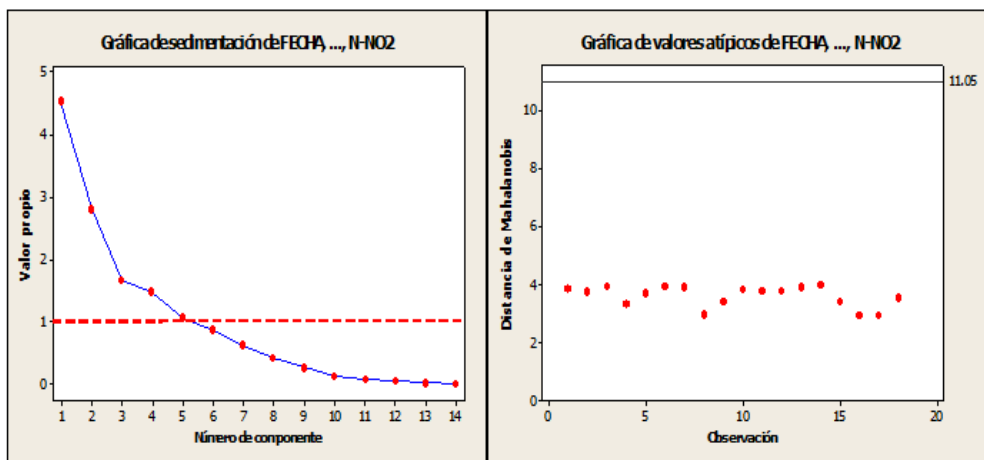 Gráfica de sedimentación de FECHA, ..., N-NO2
5
4
3
2
1
0
Valor propio
1 2 3 4 5 6 7 8 9 10 11 12 13 14
Número de componente
Gráfica de valores atípicos de FECHA, ..., N-NO2
11.05
10
8
6
4
2
0
Distancia de Mahalanobis
0 5 10 15 20
Observación